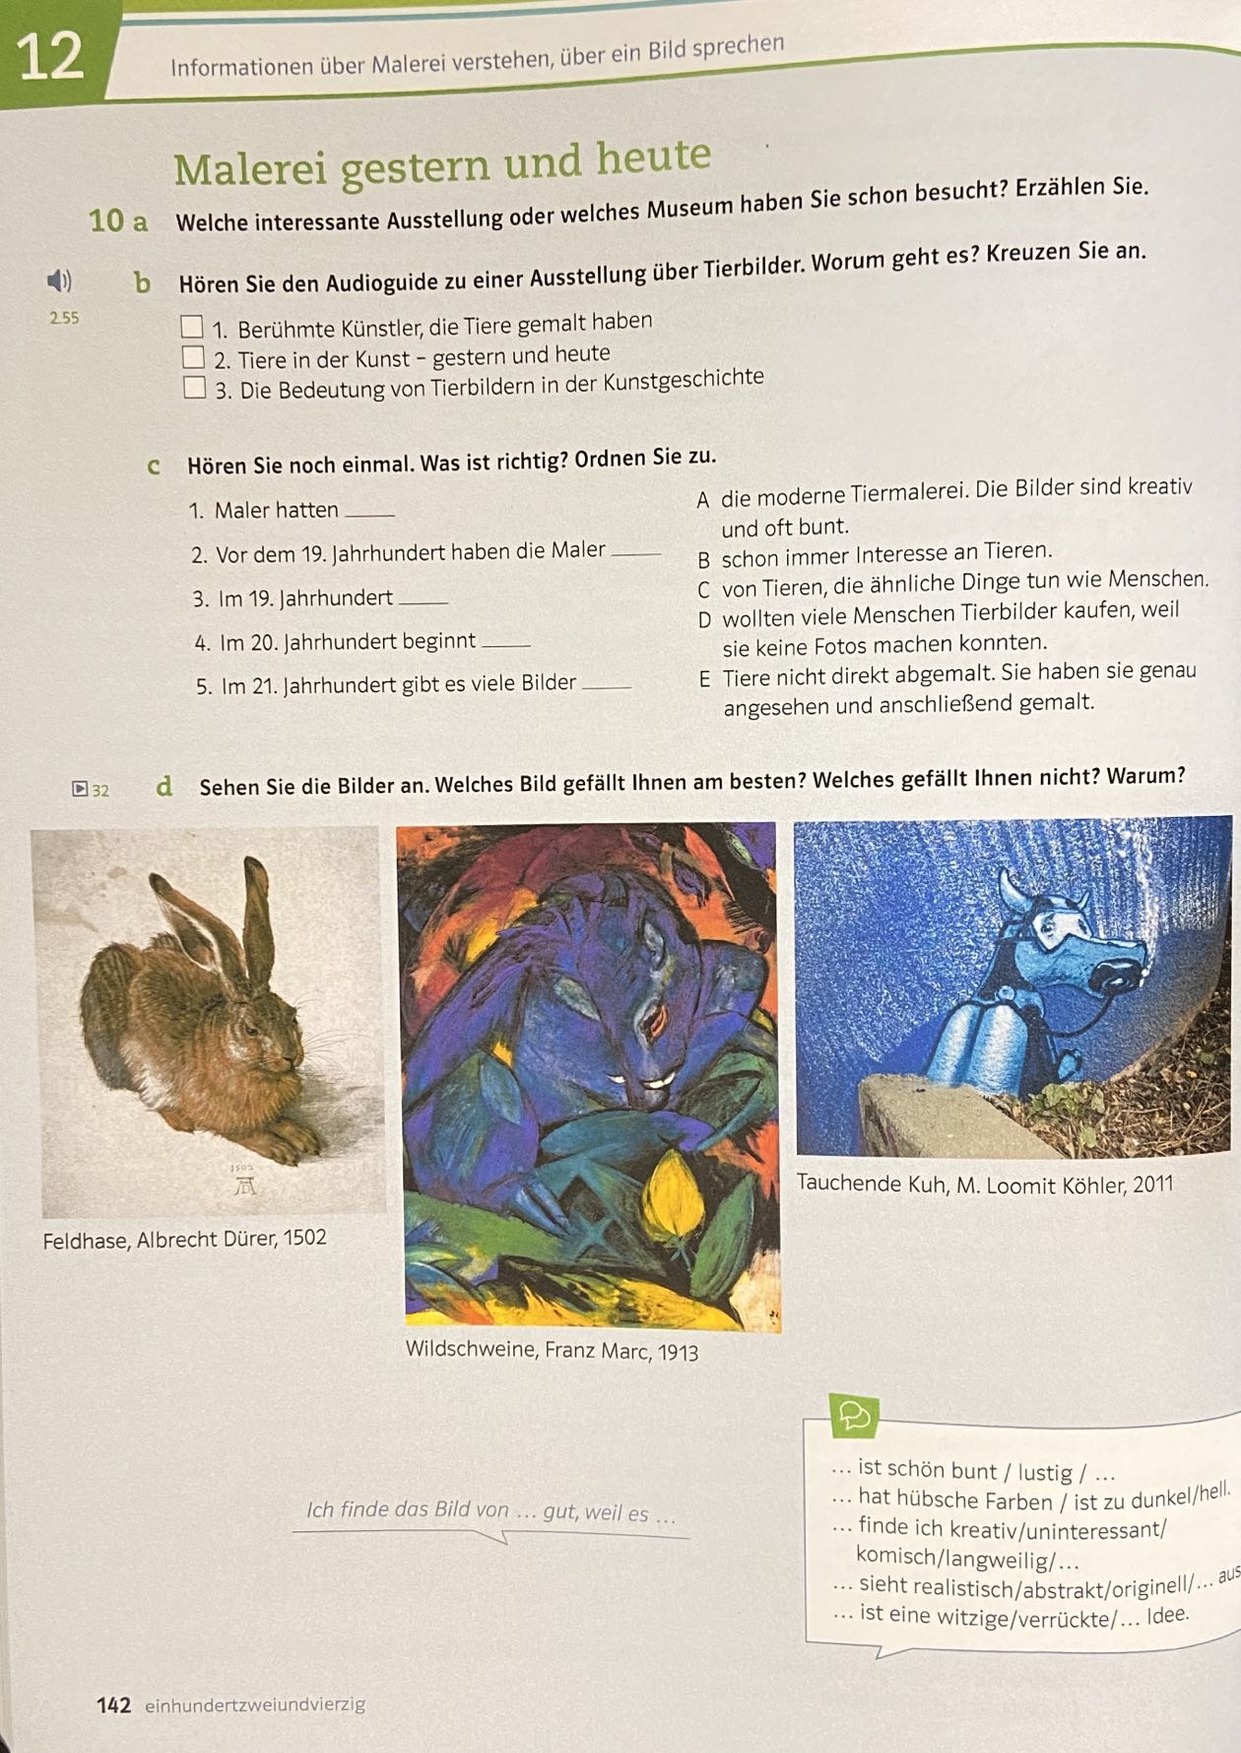 12
Informationen über Malerei verstehen, über ein Bild sprechen
Malerei gestern und heute
10 a Welche interessante Ausstellung oder welches Museum haben Sie schon besucht? Erzählen Sie.
b Hören Sie den Audioguide zu einer Ausstellung über Tierbilder. Worum geht es? Kreuzen Sie an.
2.55
1. Berühmte Künstler, die Tiere gemalt haben
2. Tiere in der Kunst – gestern und heute
3. Die Bedeutung von Tierbildern in der Kunstgeschichte
c Hören Sie noch einmal. Was ist richtig? Ordnen Sie zu.
1. Maler hatten ____
2. Vor dem 19. Jahrhundert haben die Maler ____
3. Im 19. Jahrhundert ____
4. Im 20. Jahrhundert beginnt ____
5. Im 21. Jahrhundert gibt es viele Bilder ____
A die moderne Tiermalerei. Die Bilder sind kreativ
und oft bunt.
B schon immer Interesse an Tieren.
C von Tieren, die ähnliche Dinge tun wie Menschen.
D wollten viele Menschen Tierbilder kaufen, weil
sie keine Fotos machen konnten.
E Tiere nicht direkt abgemalt. Sie haben sie genau
angesehen und anschließend gemalt.
32 d Sehen Sie die Bilder an. Welches Bild gefällt Ihnen am besten? Welches gefällt Ihnen nicht? Warum?
1502
AD
Feldhase, Albrecht Dürer, 1502
Wildschweine, Franz Marc, 1913
Tauchende Kuh, M. Loomit Köhler, 2011
Ich finde das Bild von ... gut, weil es ...
... ist schön bunt / lustig / ...
... hat hübsche Farben / ist zu dunkel/hell.
... finde ich kreativ/uninteressant/
komisch/langweilig/...
... sieht realistisch/abstrakt/originell/... aus
... ist eine witzige/verrückte/... Idee.
142 einhundertzweiundvierzig